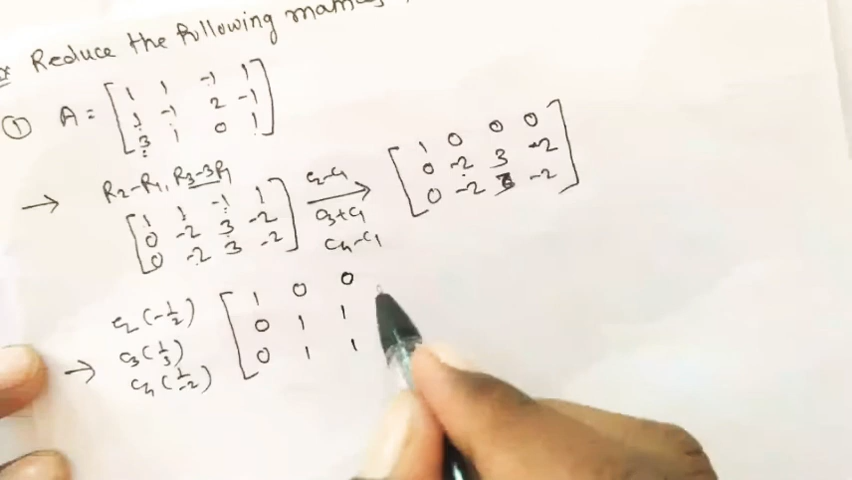 Ex Reduce the following matrices
① A = [ 1 1 -1 1
1 -1 2 -1
3 1 0 1 ]
→ R2-R1, R3-3R1
[ 1 1 -1 1
0 -2 3 -2
0 -2 3 -2 ]
c2-c1
c3+c1
c4-c1
[ 1 0 0 0
0 -2 3 -2
0 -2 3 -2 ]
→ c2(-1/2)
c3(1/3)
c4(1/-2)
[ 1 0 0
0 1 1
0 1 1